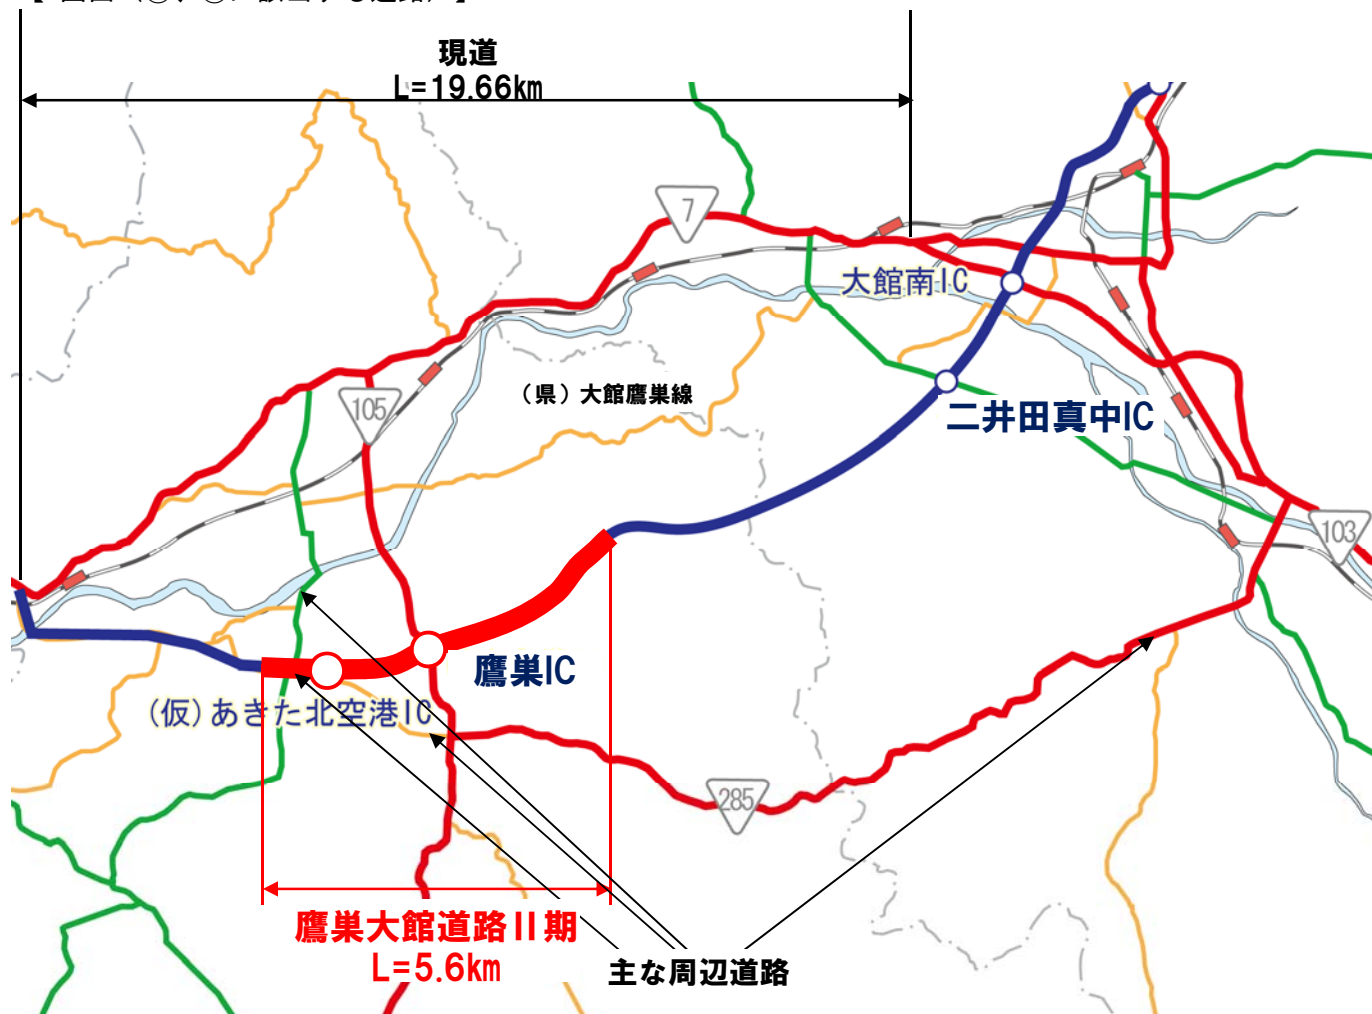 現道
L=19.66km
7
大館南IC
(県)大館鷹巣線
105
二井田真中IC
103
鷹巣IC
(仮)あきた北空港IC
285
鷹巣大館道路II期
L=5.6km
主な周辺道路